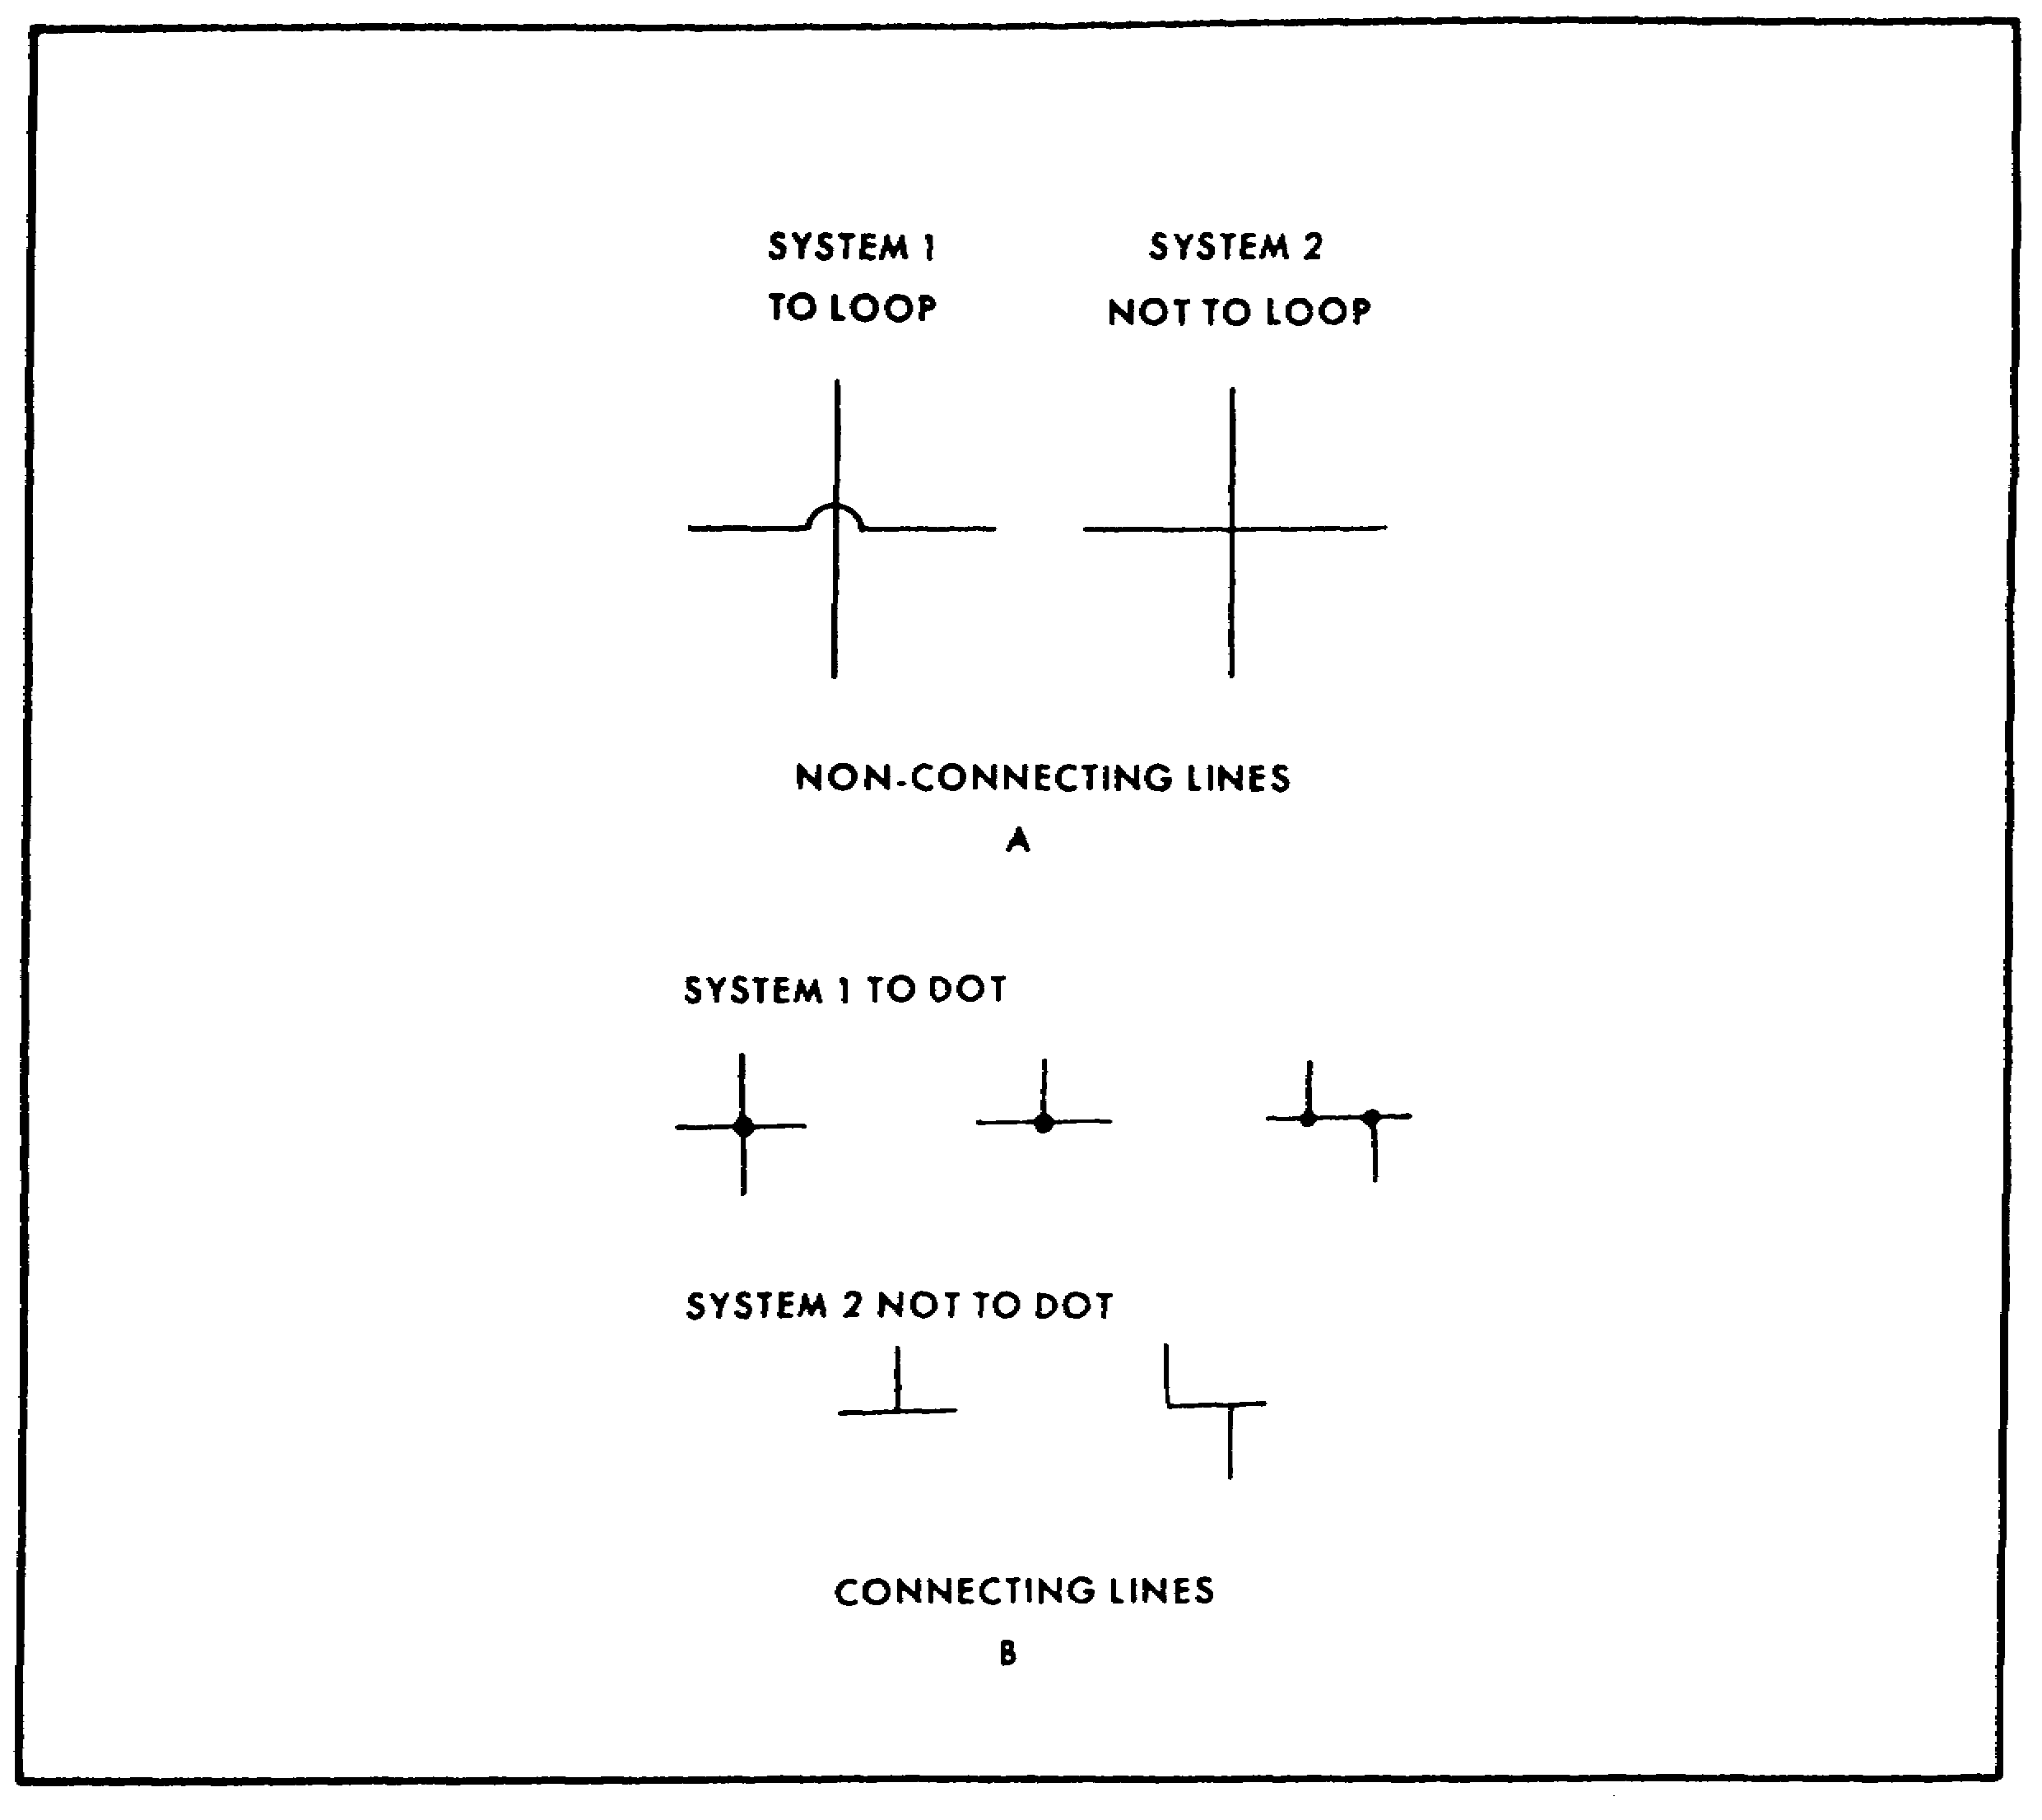 SYSTEM 1
TO LOOP
SYSTEM 2
NOT TO LOOP
NON-CONNECTING LINES
A
SYSTEM 1 TO DOT
SYSTEM 2 NOT TO DOT
CONNECTING LINES
B